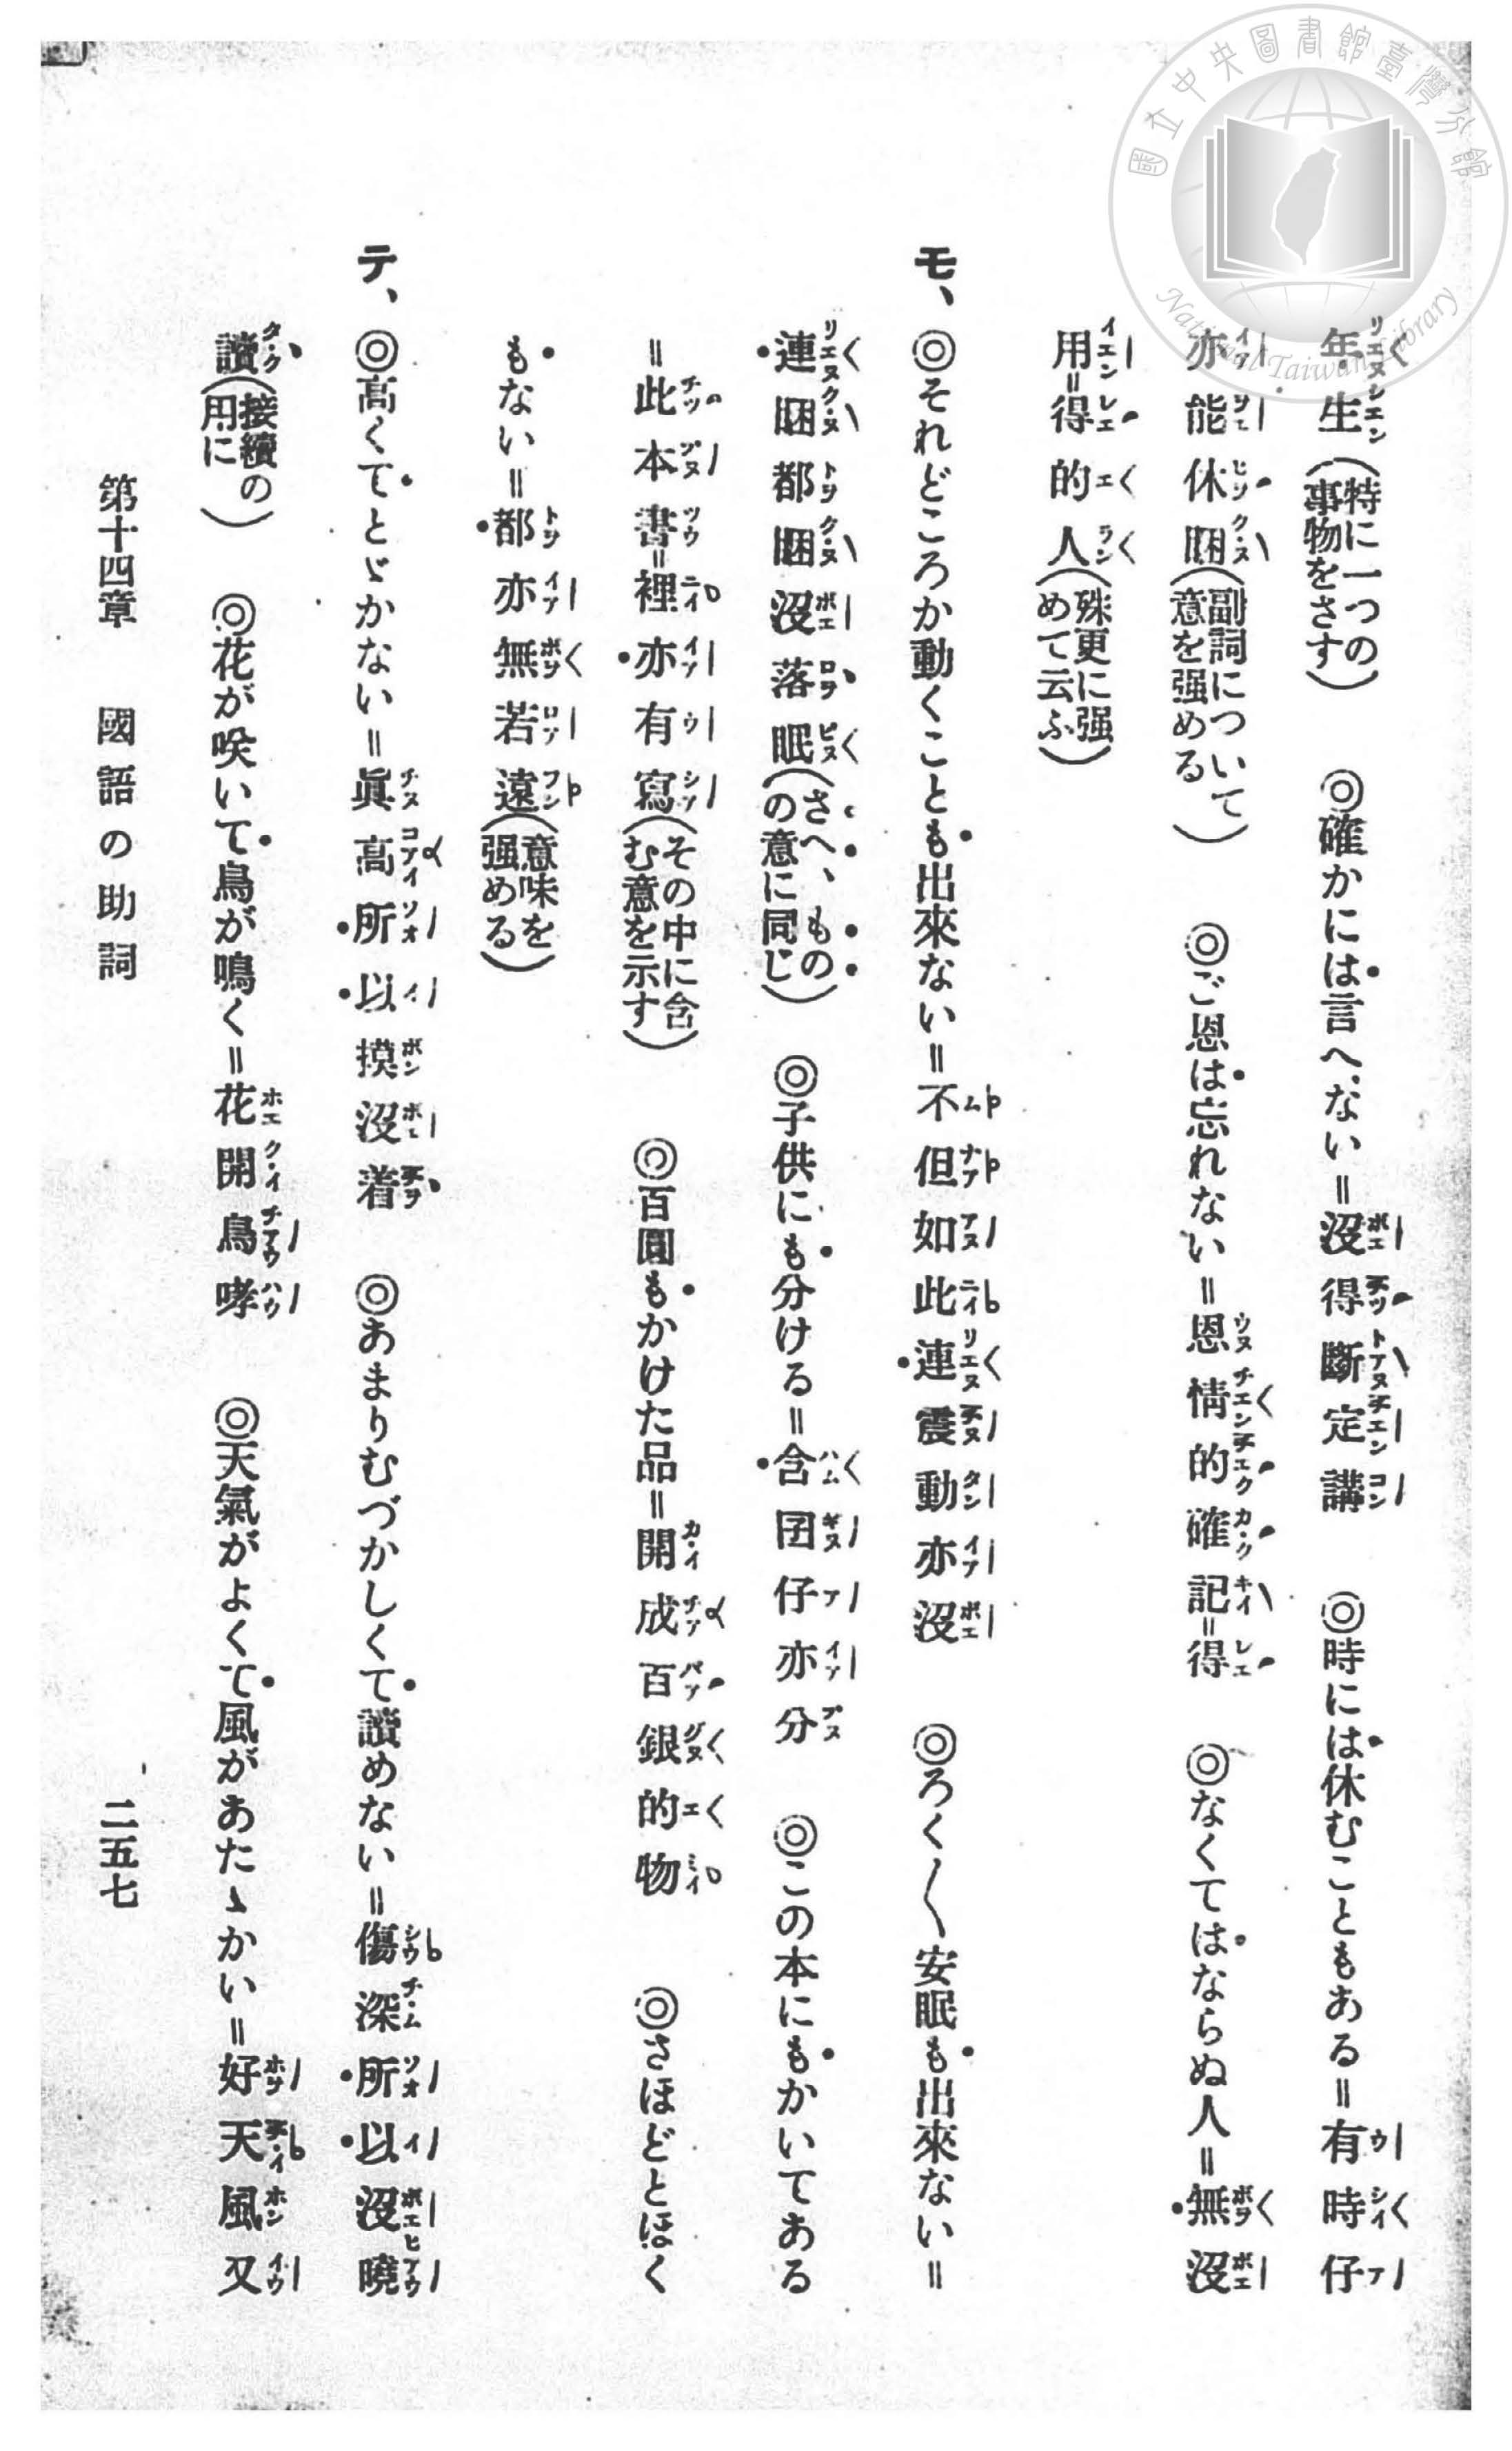 國立中央圖書館臺灣分館
National Taiwan Library
年生(特に一つの事物をさす) ◎確かには言へない=沒得斷定講 ◎時には休むこともある=有時仔
亦能休睏(副詞について意を强める) ◎ご恩は忘れない=恩情的確記=得 ◎なくてはならぬ人=無沒
用=得的人(殊更に强めて云ふ)
モ、◎それどころか動くことも出來ない=不但如此連震動亦沒 ◎ろく〱安眠も出來ない=
連睏都睏沒落眠(さへ、ものの意に同じ) ◎子供にも分ける=含囝仔亦分 ◎この本にもかいてある
=此本書=裡亦有寫(その中に含む意を示す) ◎百圓もかけた品=開成百銀的物 ◎さほどとほく
もない=都亦無若遠(意味を强める)
テ、◎高くてとゞかない=眞高所以摸沒着 ◎あまりむづかしくて讀めない=傷深所以沒曉
讀(接續の用に) ◎花が咲いて鳥が鳴く=花開鳥哮 ◎天氣がよくて風があたゝかい=好天風又
第十四章 國語の助詞 二五七